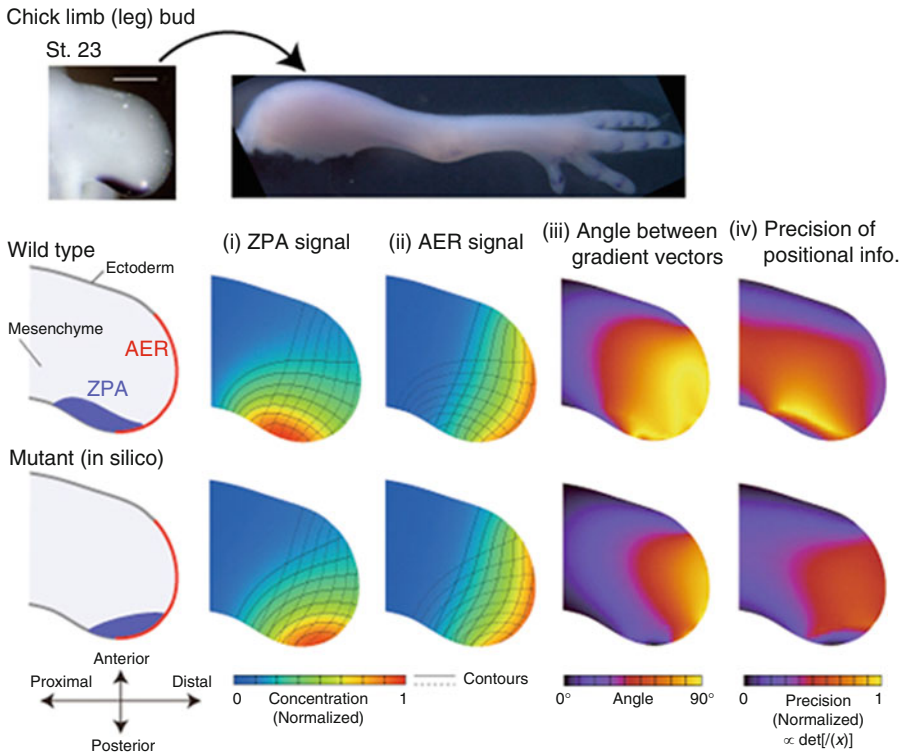 Chick limb (leg) bud
St. 23
Wild type
(i) ZPA signal
(ii) AER signal
(iii) Angle between
gradient vectors
(iv) Precision of
positional info.
Ectoderm
Mesenchyme
AER
ZPA
Mutant (in silico)
Anterior
Proximal
Distal
Posterior
0
Concentration
(Normalized)
1
Contours
0°
Angle
90°
0
Precision
(Normalized)
∝ det[/(x)]
1